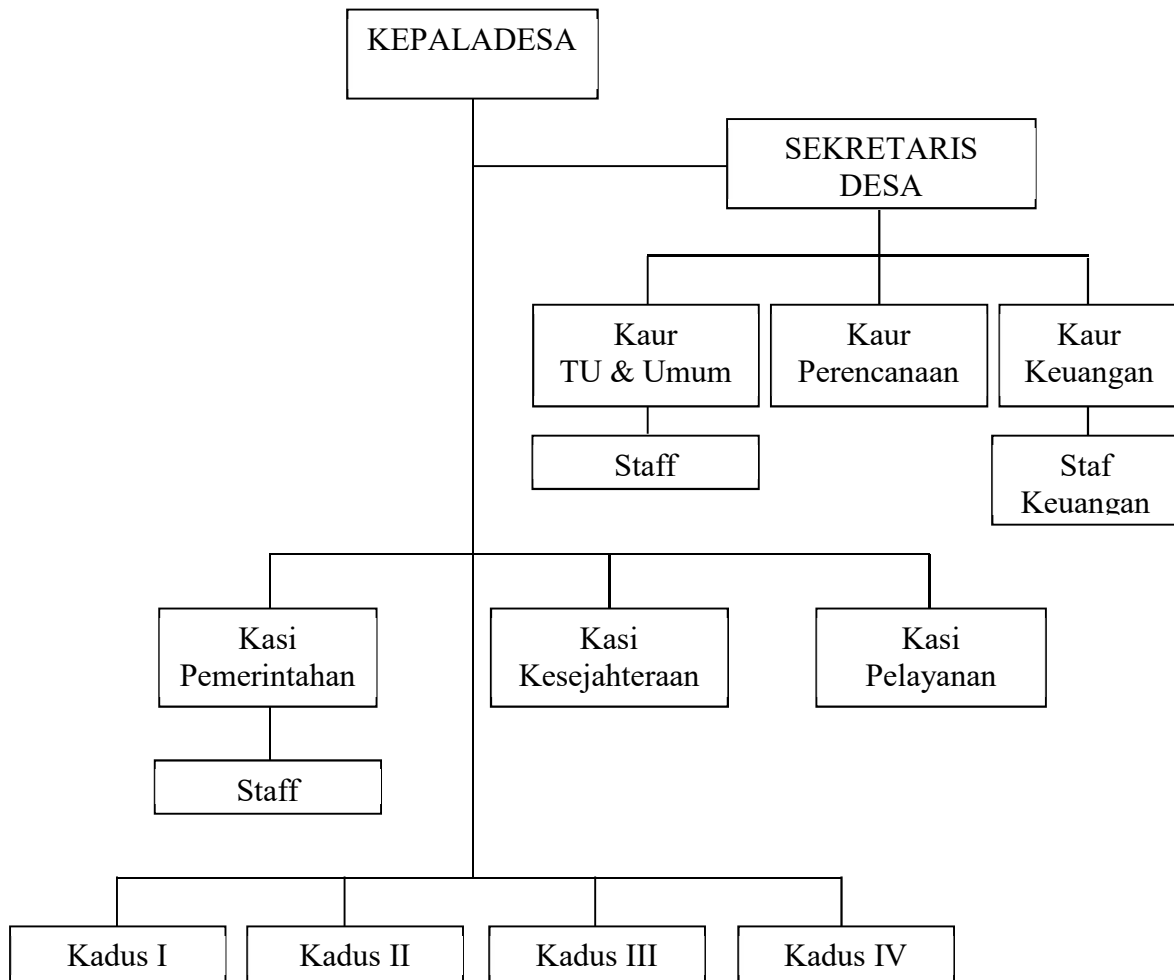 KEPALADESA
SEKRETARIS
DESA
Kaur
TU & Umum
Kaur
Perencanaan
Kaur
Keuangan
Staff
Staf
Keuangan
Kasi
Pemerintahan
Kasi
Kesejahteraan
Kasi
Pelayanan
Staff
Kadus I
Kadus II
Kadus III
Kadus IV